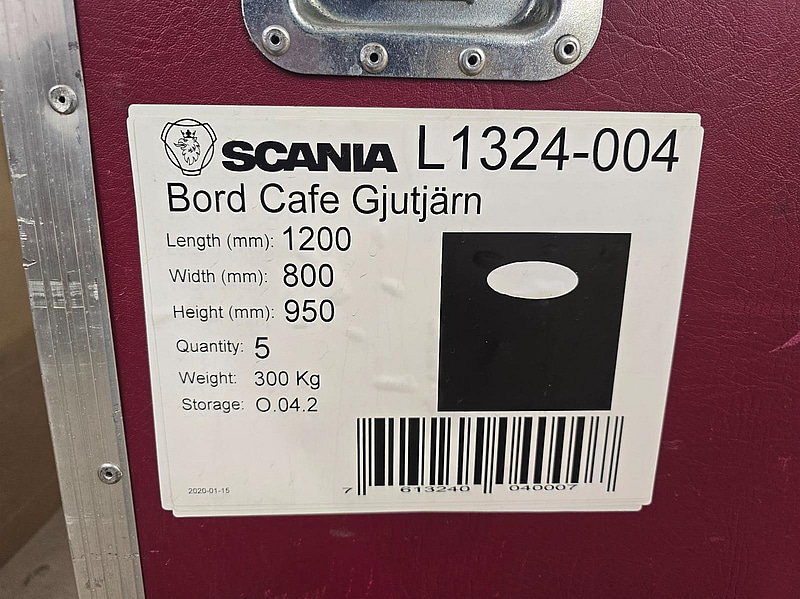 SCANIA L1324-004
Bord Cafe Gjutjärn
Length (mm): 1200
Width (mm): 800
Height (mm): 950
Quantity: 5
Weight: 300 Kg
Storage: O.04.2
2020-01-15
7 613240 040007